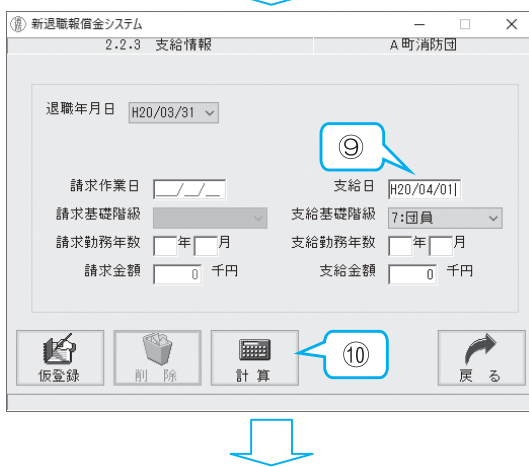 新退職報償金システム
2.2.3 支給情報 A町消防団
退職年月日 H20/03/31
⑨
請求作業日 __/__/__ 支給日 H20/04/01
請求基礎階級 支給基礎階級 7:団員
請求勤務年数 年 月 支給勤務年数 年 月
請求金額 0 千円 支給金額 0 千円
⑩
仮登録 削 除 計 算 戻 る